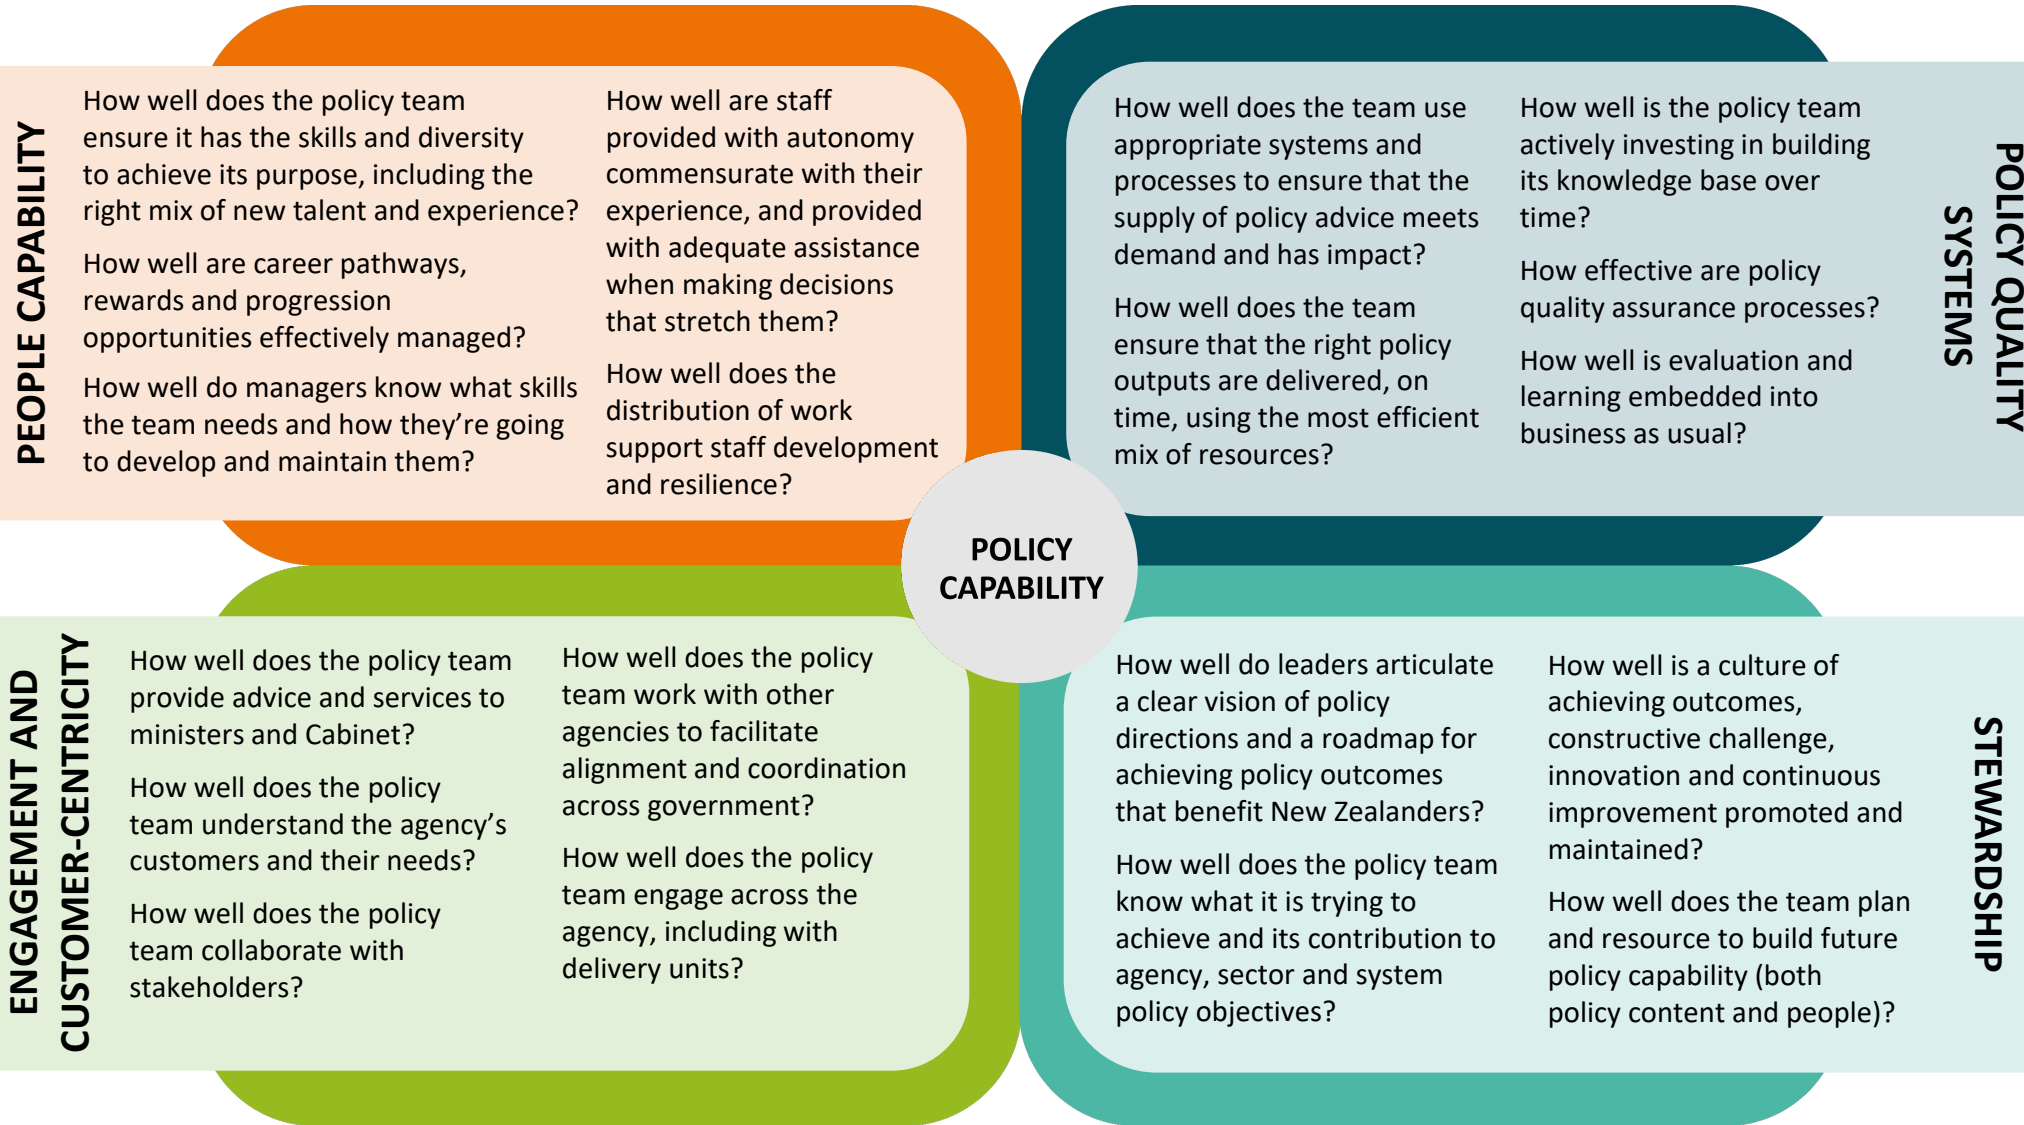 PEOPLE CAPABILITY
How well does the policy team
ensure it has the skills and diversity
to achieve its purpose, including the
right mix of new talent and experience?
How well are career pathways,
rewards and progression
opportunities effectively managed?
How well do managers know what skills
the team needs and how they’re going
to develop and maintain them?
How well are staff
provided with autonomy
commensurate with their
experience, and provided
with adequate assistance
when making decisions
that stretch them?
How well does the
distribution of work
support staff development
and resilience?
How well does the team use
appropriate systems and
processes to ensure that the
supply of policy advice meets
demand and has impact?
How well does the team
ensure that the right policy
outputs are delivered, on
time, using the most efficient
mix of resources?
How well is the policy team
actively investing in building
its knowledge base over
time?
How effective are policy
quality assurance processes?
How well is evaluation and
learning embedded into
business as usual?
POLICY QUALITY
SYSTEMS
POLICY
CAPABILITY
ENGAGEMENT AND
CUSTOMER-CENTRICITY
How well does the policy team
provide advice and services to
ministers and Cabinet?
How well does the policy
team understand the agency’s
customers and their needs?
How well does the policy
team collaborate with
stakeholders?
How well does the policy
team work with other
agencies to facilitate
alignment and coordination
across government?
How well does the policy
team engage across the
agency, including with
delivery units?
How well do leaders articulate
a clear vision of policy
directions and a roadmap for
achieving policy outcomes
that benefit New Zealanders?
How well does the policy team
know what it is trying to
achieve and its contribution to
agency, sector and system
policy objectives?
How well is a culture of
achieving outcomes,
constructive challenge,
innovation and continuous
improvement promoted and
maintained?
How well does the team plan
and resource to build future
policy capability (both
policy content and people)?
STEWARDSHIP